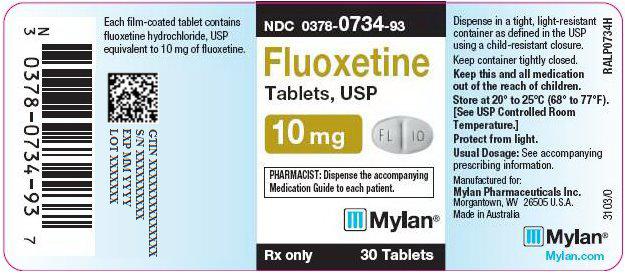 N
3 0378-0734-93 7
Each film-coated tablet contains
fluoxetine hydrochloride, USP
equivalent to 10 mg of fluoxetine.
GTIN XXXXXXXXXXXXXX
S/N XXXXXXXX
EXP MM YYYY
LOT XXXXXX
NDC 0378-0734-93
Fluoxetine
Tablets, USP
10 mg
FL 10
PHARMACIST: Dispense the accompanying
Medication Guide to each patient.
Mylan®
Rx only 30 Tablets
Dispense in a tight, light-resistant
container as defined in the USP
using a child-resistant closure.
Keep container tightly closed.
Keep this and all medication
out of the reach of children.
Store at 20° to 25°C (68° to 77°F).
[See USP Controlled Room
Temperature.]
Protect from light.
Usual Dosage: See accompanying
prescribing information.
Manufactured for:
Mylan Pharmaceuticals Inc.
Morgantown, WV 26505 U.S.A.
Made in Australia
Mylan®
Mylan.com
RALP0734H
3103/0